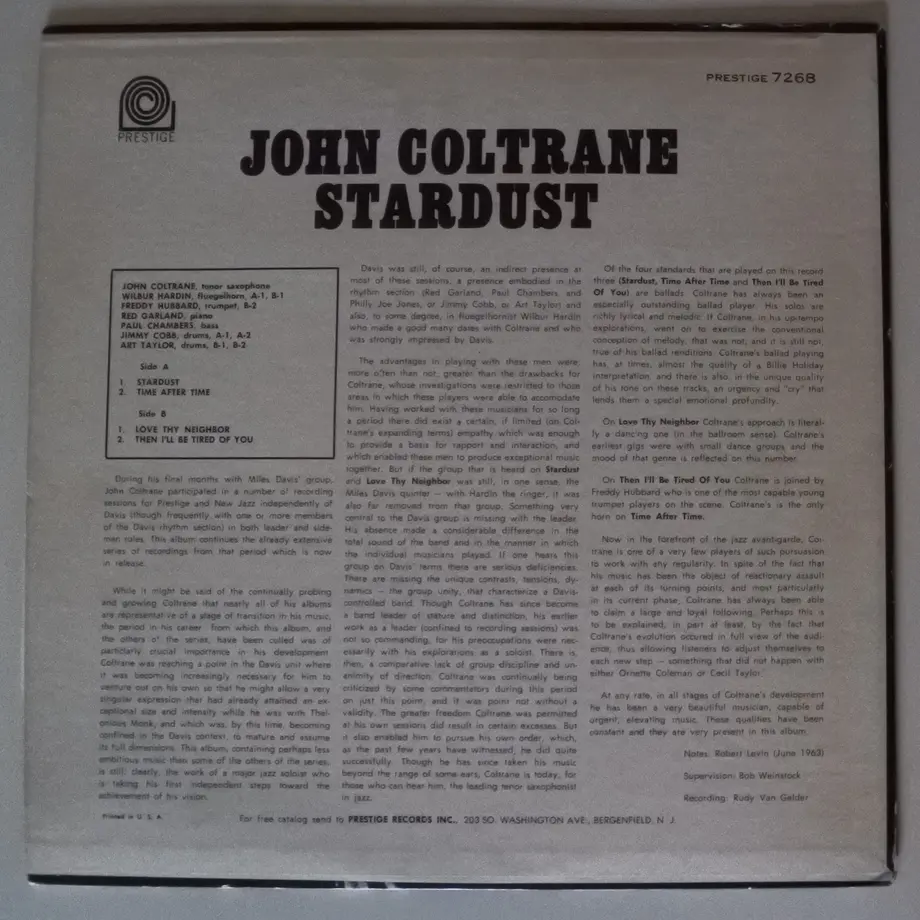 PRESTIGE 7268
PRESTIGE
JOHN COLTRANE
STARDUST
JOHN COLTRANE, tenor saxophone
WILBUR HARDIN, fluegelhorn, A-1, B-1
FREDDY HUBBARD, trumpet, B-2
RED GARLAND, piano
PAUL CHAMBERS, bass
JIMMY COBB, drums, A-1, A-2
ART TAYLOR, drums, B-1, B-2
Side A
1. STARDUST
2. TIME AFTER TIME
Side B
1. LOVE THY NEIGHBOR
2. THEN I'LL BE TIRED OF YOU
During his final months with Miles Davis' group,
John Coltrane participated in a number of recording
sessions for Prestige and New Jazz independently of
Davis (though frequently with one or more members
of the Davis rhythm section) in both leader and side-
men roles. This album continues the already extensive
series of recordings from that period which is now
in release.
While it might be said of the continually probing
and growing Coltrane that nearly all of his albums
are representative of a stage of transition in his music,
the period in his career from which this album, and
the others of the series, have been culled was of
particlarly crucial importance in his development.
Coltrane was reaching a point in the Davis unit where
it was becoming increasingly necessary for him to
venture out on his own so that he might allow a very
singular expression that had already attained an ex-
ceptional size and intensity while he was with Thel-
onious Monk, and which was, by this time, becoming
confined in the Davis context, to mature and assume
its full dimensions. This album, containing perhaps less
ambitious music than some of the others of the series,
is still clearly, the work of a major jazz soloist who
is taking his first independent steps toward the
achievement of his vision.
Davis was still, of course, an indirect presence at
most of these sessions, a presence embodied in the
rhythm section (Red Garland, Paul Chambers and
Philly Joe Jones, or Jimmy Cobb, or Art Taylor) and
also, to some degree, in fluegelhornist Wilbur Hardin
who made a good many dates with Coltrane and who
was strongly impressed by Davis.
The advantages in playing with these men were
more often than not, greater than the drawbacks for
Coltrane, whose investigations were restricted to those
areas in which these players were able to accomodate
him. Having worked with these musicians for so long
a period there did exist a certain, if limited (on Col-
trane's expanding terms) empathy which was enough
to provide a basis for rapport and interaction, and
which enabled these men to produce exceptional music
together. But if the group that is heard on Stardust
and Love Thy Neighbor was still, in one sense, the
Miles Davis quintet — with Hardin the ringer, it was
also far removed from that group. Something very
central to the Davis group is missing with the leader.
His absence made a considerable difference in the
total sound of the band and in the manner in which
the individual musicians played. If one hears this
group on Davis' terms there are serious deficiencies.
There are missing the unique contrasts, tensions, dy-
namics — the group unity, that characterize a Davis-
controlled band. Though Coltrane has since become
a band leader of stature and distinction, his earlier
work as a leader (confined to recording sessions) was
not so commanding, for his preoccupations were nec-
essarily with his explorations as a soloist. There is,
then, a comparative lack of group discipline and un-
enimity of direction. Coltrane was continually being
criticized by some commentators during this period
on just this point, and it was point not without a
validity. The greater freedom Coltrane was permitted
at his own sessions did result in certain excesses. But
it also enabled him to pursue his own order, which,
as the past few years have witnessed, he did quite
successfully. Though he has since taken his music
beyond the range of some ears, Coltrane is today, for
those who can hear him, the leading tenor saxophonist
in jazz.
Of the four standards that are played on this record
three (Stardust, Time After Time and Then I'll Be Tired
Of You) are ballads. Coltrane has always been an
especially outstanding ballad player. His solos are
richly lyrical and melodic. If Coltrane, in his up-tempo
explorations, went on to exercise the conventional
conception of melody, that was not, and it is still not,
true of his ballad renditions. Coltrane's ballad playing
has, at times, almost the quality of a Billie Holiday
interpretation, and there is also, in the unique quality
of his tone on these tracks, an urgency and "cry" that
lends them a special emotional profundity.
On Love Thy Neighbor Coltrane's approach is literal-
ly a dancing one (in the ballroom sense). Coltrane's
earliest gigs were with small dance groups, and the
mood of that genre is reflected on this number.
On Then I'll Be Tired Of You Coltrane is joined by
Freddy Hubbard who is one of the most capable young
trumpet players on the scene. Coltrane's is the only
horn on Time After Time.
Now in the forefront of the jazz avant-garde, Col-
trane is one of a very few players of such pursuasion
to work with any regularity. In spite of the fact that
his music has been the object of reactionary assault
at each of its turning points, and most particularly
in its current phase, Coltrane has always been able
to claim a large and loyal following. Perhaps this is
to be explained, in part at least, by the fact that
Coltrane's evolution occured in full view of the audi-
ence, thus allowing listeners to adjust themselves to
each new step — something that did not happen with
either Ornette Coleman or Cecil Taylor.
At any rate, in all stages of Coltrane's development
he has been a very beautiful musician, capable of
urgent, elevating music. These qualities have been
constant and they are very present in this album.
Notes: Robert Levin (June 1963)
Supervision: Bob Weinstock
Recording: Rudy Van Gelder
Printed in U. S. A.
For free catalog send to PRESTIGE RECORDS INC., 203 SO. WASHINGTON AVE., BERGENFIELD, N. J.